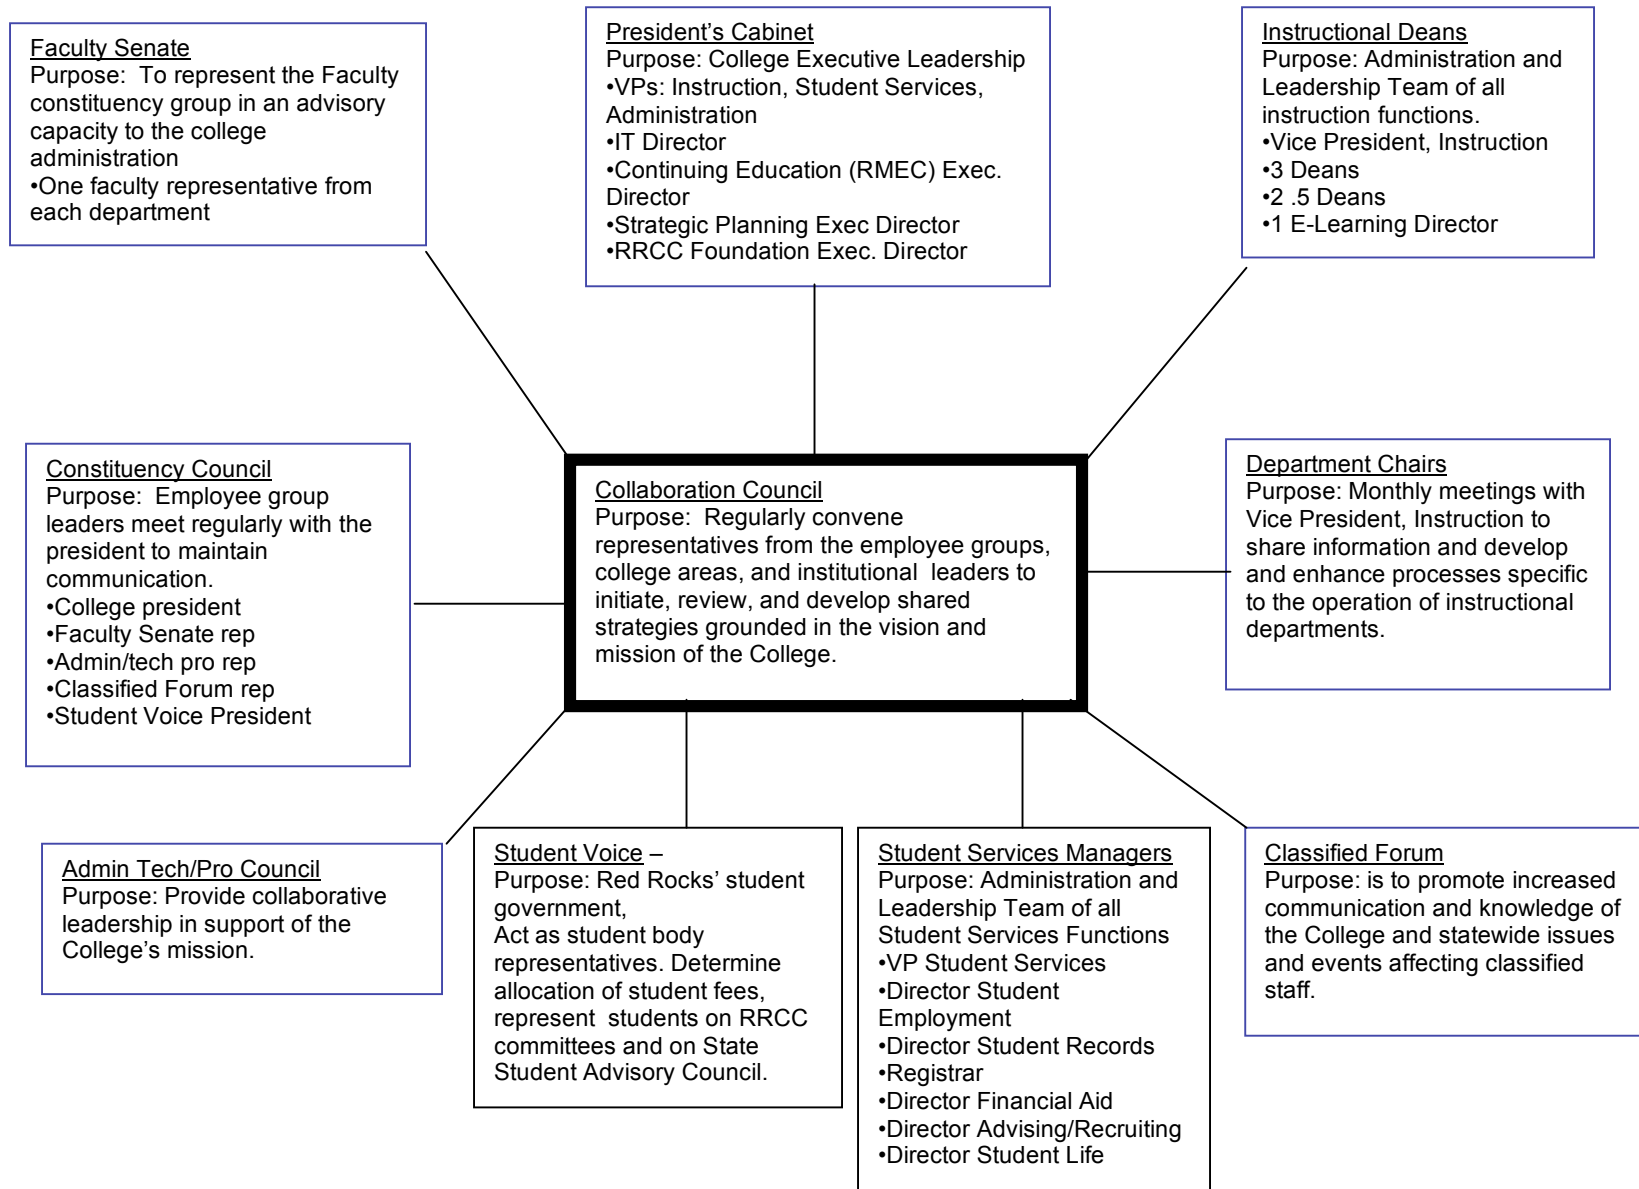 Faculty Senate
Purpose:  To represent the Faculty
constituency group in an advisory
capacity to the college
administration
•One faculty representative from
each department
President’s Cabinet
Purpose: College Executive Leadership
•VPs: Instruction, Student Services,
Administration
•IT Director
•Continuing Education (RMEC) Exec.
Director
•Strategic Planning Exec Director
•RRCC Foundation Exec. Director
Instructional Deans
Purpose: Administration and
Leadership Team of all
instruction functions.
•Vice President, Instruction
•3 Deans
•2 .5 Deans
•1 E-Learning Director
Constituency Council
Purpose:  Employee group
leaders meet regularly with the
president to maintain
communication.
•College president
•Faculty Senate rep
•Admin/tech pro rep
•Classified Forum rep
•Student Voice President
Collaboration Council
Purpose:  Regularly convene
representatives from the employee groups,
college areas, and institutional  leaders to
initiate, review, and develop shared
strategies grounded in the vision and
mission of the College.
Department Chairs
Purpose: Monthly meetings with
Vice President, Instruction to
share information and develop
and enhance processes specific
to the operation of instructional
departments.
Admin Tech/Pro Council
Purpose: Provide collaborative
leadership in support of the
College’s mission.
Student Voice –
Purpose: Red Rocks’ student
government,
Act as student body
representatives. Determine
allocation of student fees,
represent  students on RRCC
committees and on State
Student Advisory Council.
Student Services Managers
Purpose: Administration and
Leadership Team of all
Student Services Functions
•VP Student Services
•Director Student
Employment
•Director Student Records
•Registrar
•Director Financial Aid
•Director Advising/Recruiting
•Director Student Life
Classified Forum
Purpose: is to promote increased
communication and knowledge of
the College and statewide issues
and events affecting classified
staff.